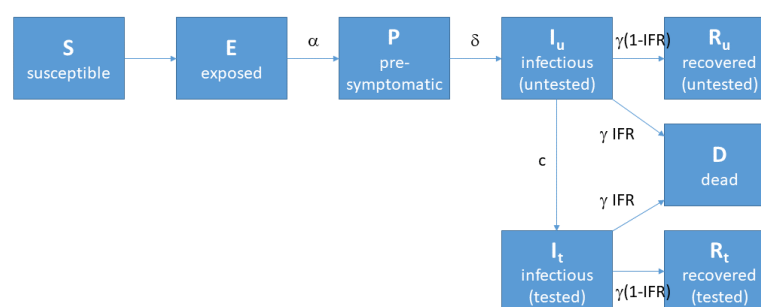 S
susceptible
E
exposed
α
P
pre-
symptomatic
δ
Iu
infectious
(untested)
γ(1-IFR)
Ru
recovered
(untested)
γ IFR
D
dead
c
γ IFR
It
infectious
(tested)
γ(1-IFR)
Rt
recovered
(tested)